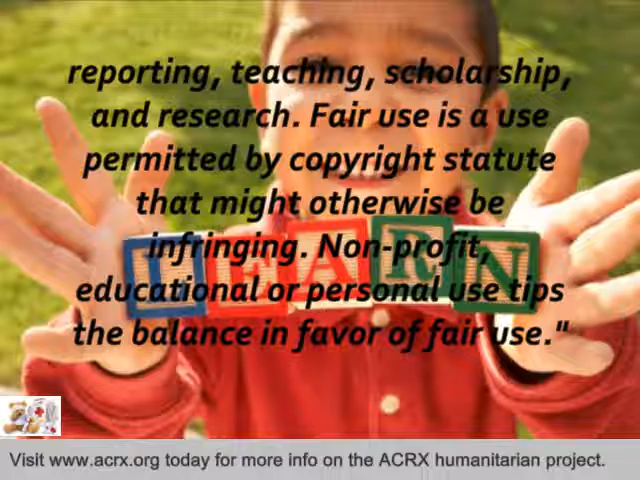 reporting, teaching, scholarship,
and research. Fair use is a use
permitted by copyright statute
that might otherwise be
infringing. Non-profit,
educational or personal use tips
the balance in favor of fair use."
LEARN
Visit www.acrx.org today for more info on the ACRX humanitarian project.